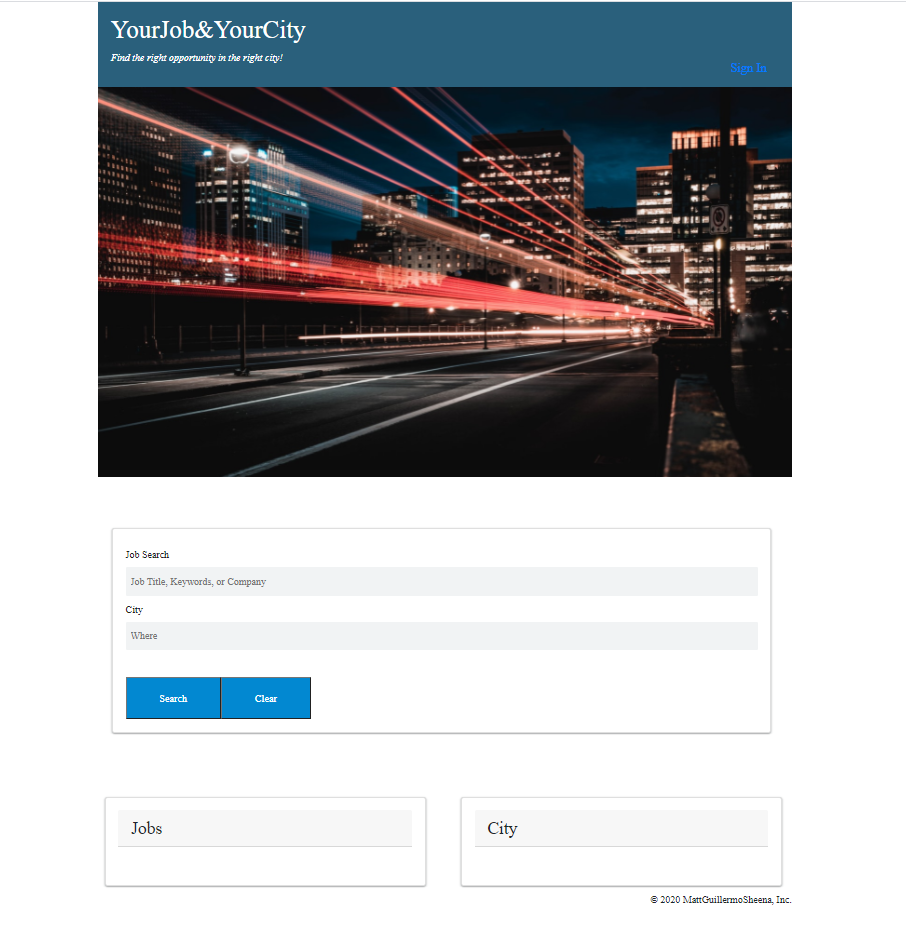 YourJob&YourCity
Find the right opportunity in the right city!
Sign In
Job Search
Job Title, Keywords, or Company
City
Where
Search Clear
Jobs City
© 2020 MattGuillermoSheena, Inc.